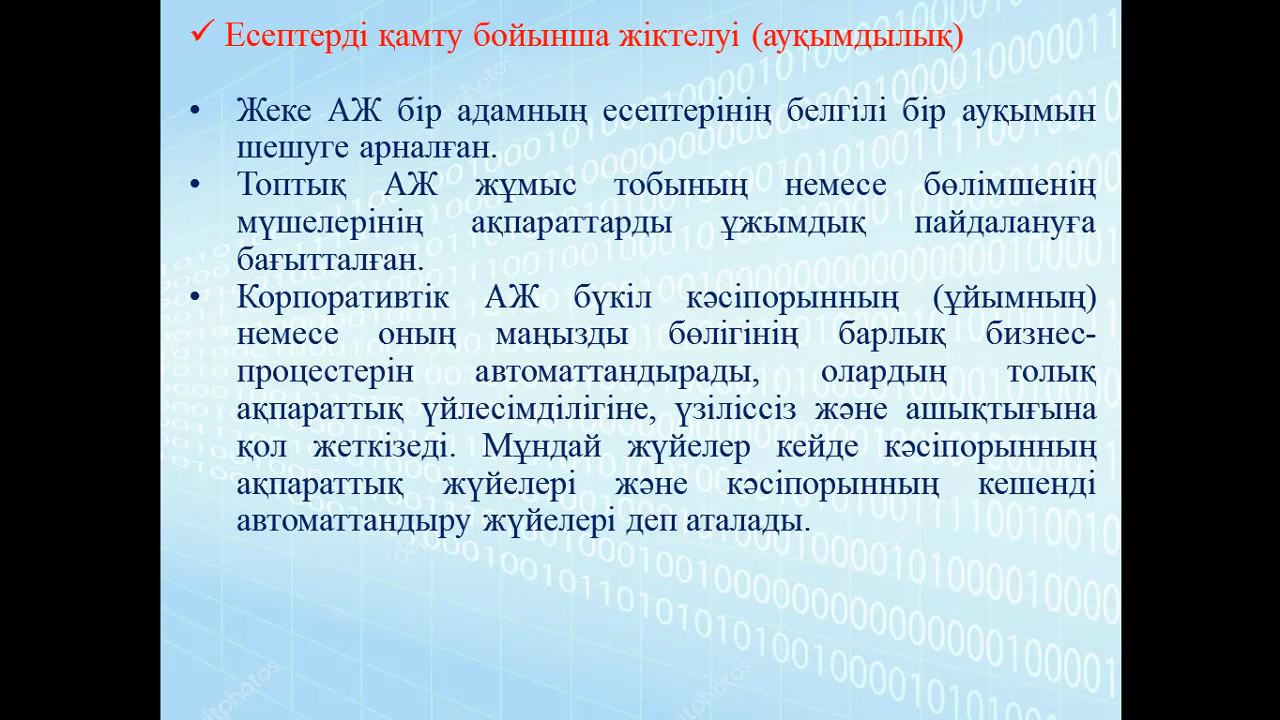 ✓ Есептерді қамту бойынша жіктелуі (ауқымдылық)
• Жеке АЖ бір адамның есептерінің белгілі бір ауқымын
шешуге арналған.
• Топтық АЖ жұмыс тобының немесе бөлімшенің
мүшелерінің ақпараттарды ұжымдық пайдалануға
бағытталған.
• Корпоративтік АЖ бүкіл кәсіпорынның (ұйымның)
немесе оның маңызды бөлігінің барлық бизнес-
процестерін автоматтандырады, олардың толық
ақпараттық үйлесімділігіне, үзіліссіз және ашықтығына
қол жеткізеді. Мұндай жүйелер кейде кәсіпорынның
ақпараттық жүйелері және кәсіпорынның кешенді
автоматтандыру жүйелері деп аталады.